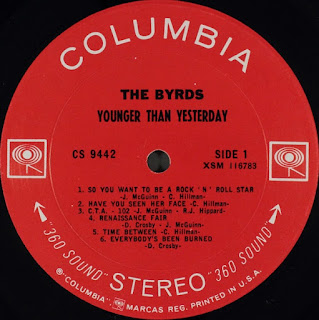 COLUMBIA
THE BYRDS
YOUNGER THAN YESTERDAY
CS 9442 SIDE 1
XSM 116783
1. SO YOU WANT TO BE A ROCK 'N' ROLL STAR
-J. McGuinn - C. Hillman-
2. HAVE YOU SEEN HER FACE -C. Hillman-
3. C.T.A. - 102 -J. McGuinn - R.J. Hippard-
4. RENAISSANCE FAIR
-D. Crosby - J. McGuinn-
5. TIME BETWEEN -C. Hillman-
6. EVERYBODY'S BEEN BURNED
-D. Crosby-
"360 SOUND" STEREO "360 SOUND"
℗"COLUMBIA", MARCAS REG. PRINTED IN U.S.A.